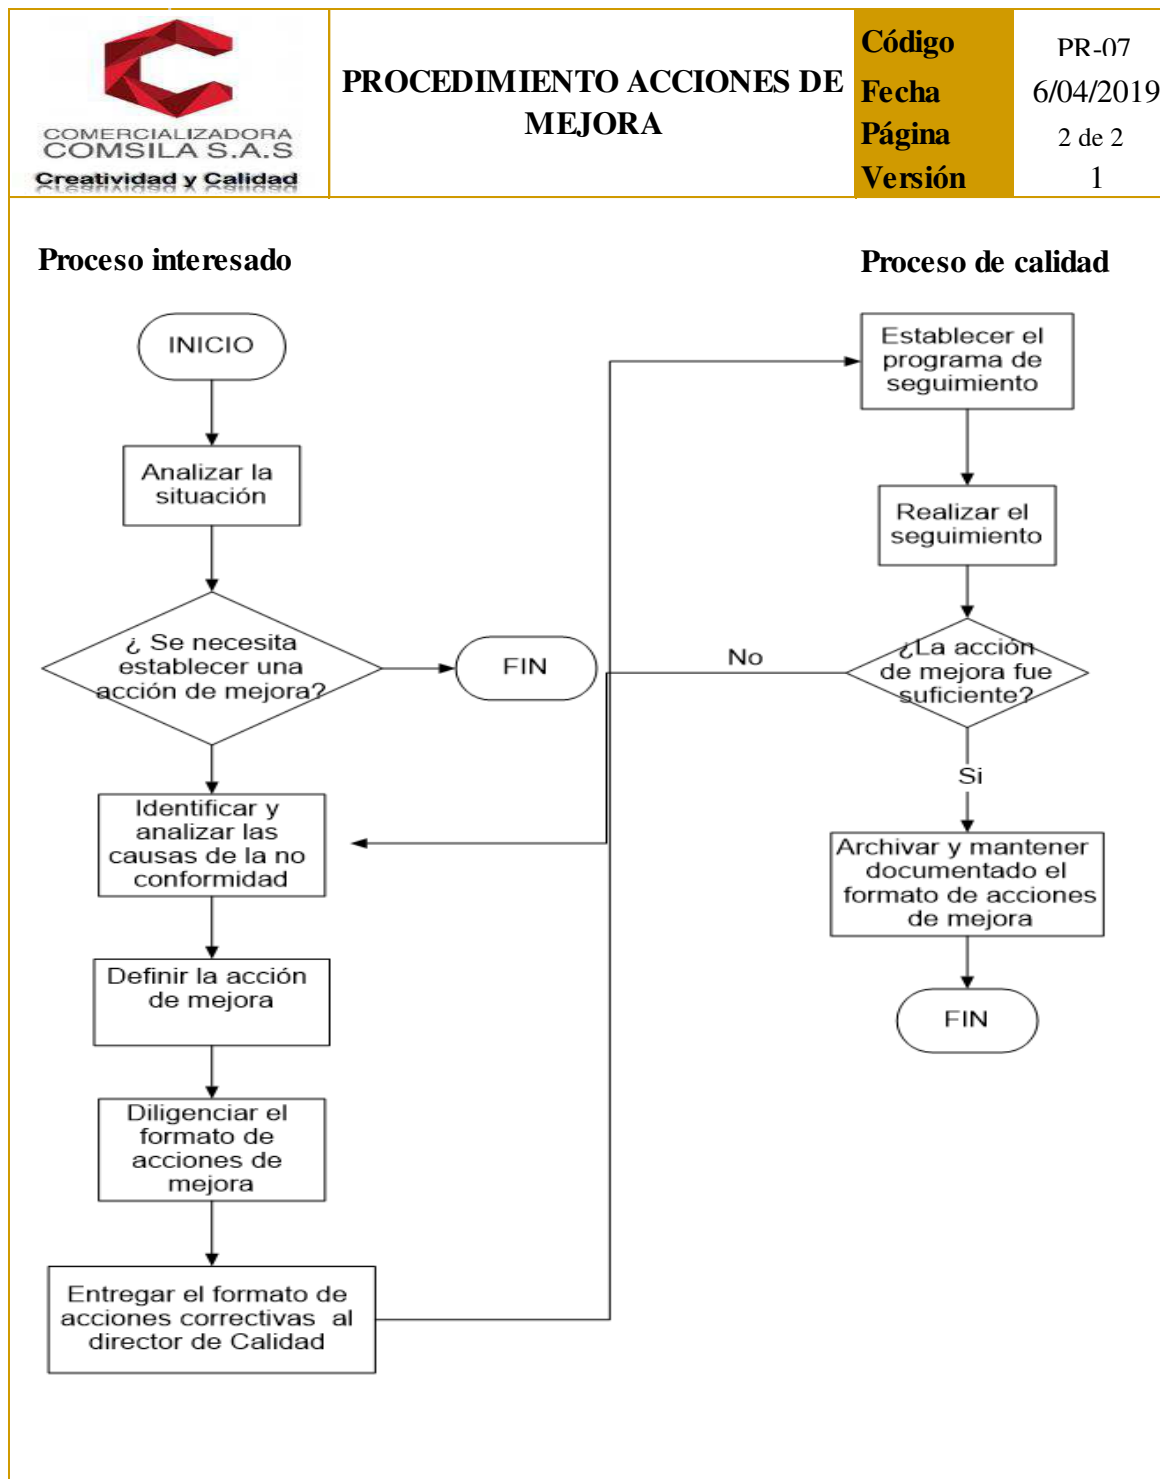 COMERCIALIZADORA
COMSILA S.A.S
Creatividad y Calidad
PROCEDIMIENTO ACCIONES DE
MEJORA
Código PR-07
Fecha 6/04/2019
Página 2 de 2
Versión 1
Proceso interesado
INICIO
Analizar la
situación
¿ Se necesita
establecer una
acción de mejora?
FIN
Identificar y
analizar las
causas de la no
conformidad
Definir la acción
de mejora
Diligenciar el
formato de
acciones de
mejora
Entregar el formato de
acciones correctivas al
director de Calidad
Proceso de calidad
Establecer el
programa de
seguimiento
Realizar el
seguimiento
¿La acción
de mejora fue
suficiente?
No
Si
Archivar y mantener
documentado el
formato de acciones
de mejora
FIN